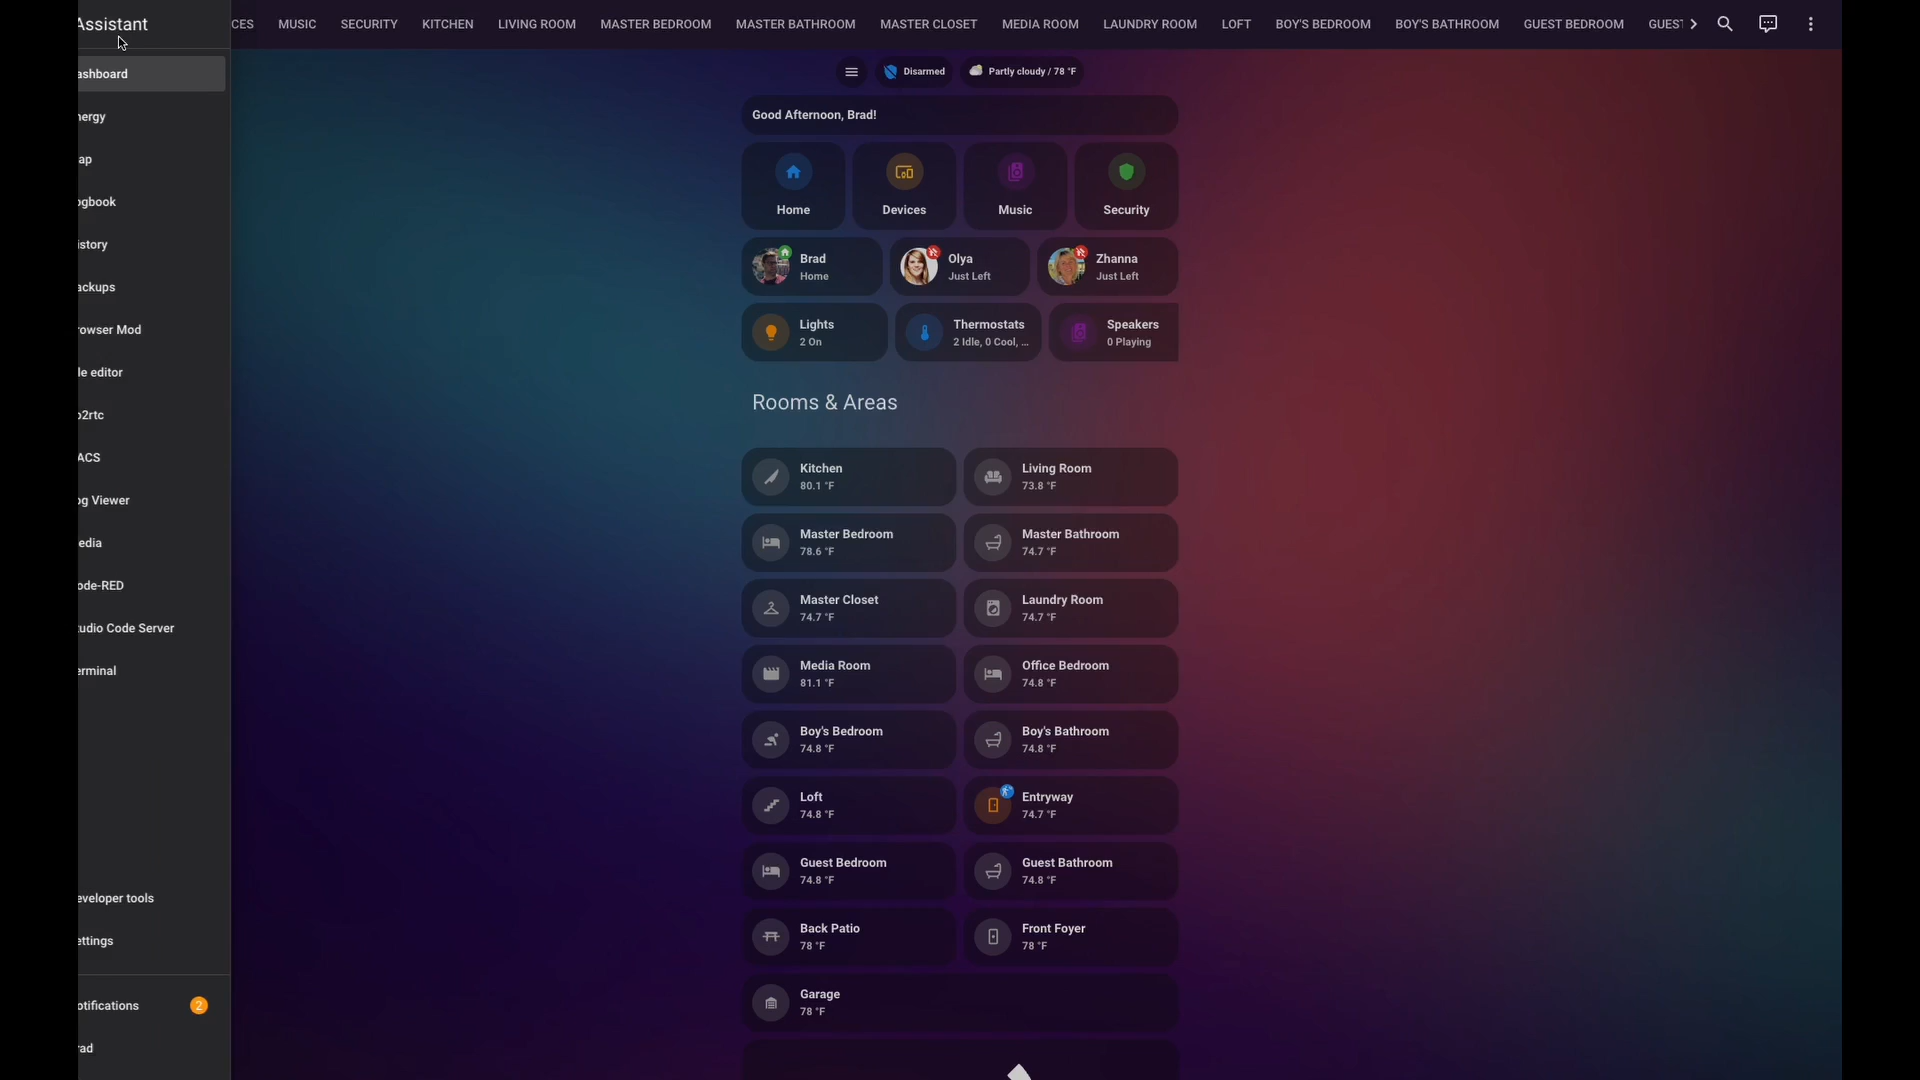 Assistant
CES MUSIC SECURITY KITCHEN LIVING ROOM MASTER BEDROOM MASTER BATHROOM MASTER CLOSET MEDIA ROOM LAUNDRY ROOM LOFT BOY'S BEDROOM BOY'S BATHROOM GUEST BEDROOM GUEST
ashboard
nergy
ap
ogbook
istory
ackups
rowser Mod
le editor
o2rtc
ACS
og Viewer
edia
ode-RED
tudio Code Server
erminal
eveloper tools
ettings
otifications 2
rad
Disarmed Partly cloudy / 78 °F
Good Afternoon, Brad!
Home Devices Music Security
Brad Olya Zhanna
Home Just Left Just Left
Lights Thermostats Speakers
2 On 2 Idle, 0 Cool, ... 0 Playing
Rooms & Areas
Kitchen Living Room
80.1 °F 73.8 °F
Master Bedroom Master Bathroom
78.6 °F 74.7 °F
Master Closet Laundry Room
74.7 °F 74.7 °F
Media Room Office Bedroom
81.1 °F 74.8 °F
Boy's Bedroom Boy's Bathroom
74.8 °F 74.8 °F
Loft Entryway
74.8 °F 74.7 °F
Guest Bedroom Guest Bathroom
74.8 °F 74.8 °F
Back Patio Front Foyer
78 °F 78 °F
Garage
78 °F